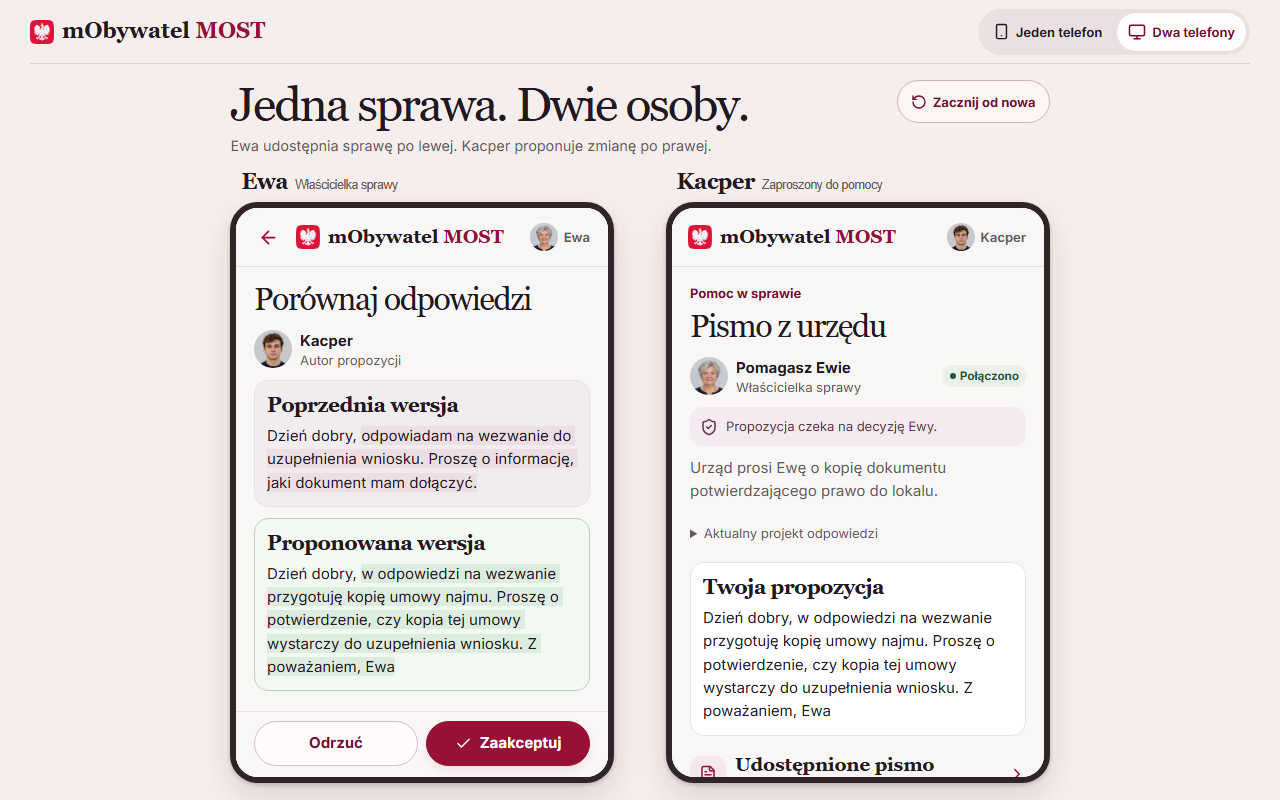 mObywatel MOST
Jeden telefon
Dwa telefony
Jedna sprawa. Dwie osoby.
Zacznij od nowa
Ewa udostępnia sprawę po lewej. Kacper proponuje zmianę po prawej.
Ewa Właścicielka sprawy
mObywatel MOST
Ewa
Porównaj odpowiedzi
Kacper
Autor propozycji
Poprzednia wersja
Dzień dobry, odpowiadam na wezwanie do
uzupełnienia wniosku. Proszę o informację,
jaki dokument mam dołączyć.
Proponowana wersja
Dzień dobry, w odpowiedzi na wezwanie
przygotuję kopię umowy najmu. Proszę o
potwierdzenie, czy kopia tej umowy
wystarczy do uzupełnienia wniosku. Z
poważaniem, Ewa
Odrzuć
Zaakceptuj
Kacper Zaproszony do pomocy
mObywatel MOST
Kacper
Pomoc w sprawie
Pismo z urzędu
Pomagasz Ewie
Właścicielka sprawy
Połączono
Propozycja czeka na decyzję Ewy.
Urząd prosi Ewę o kopię dokumentu
potwierdzającego prawo do lokalu.
Aktualny projekt odpowiedzi
Twoja propozycja
Dzień dobry, w odpowiedzi na wezwanie
przygotuję kopię umowy najmu. Proszę o
potwierdzenie, czy kopia tej umowy
wystarczy do uzupełnienia wniosku. Z
poważaniem, Ewa
Udostępnione pismo